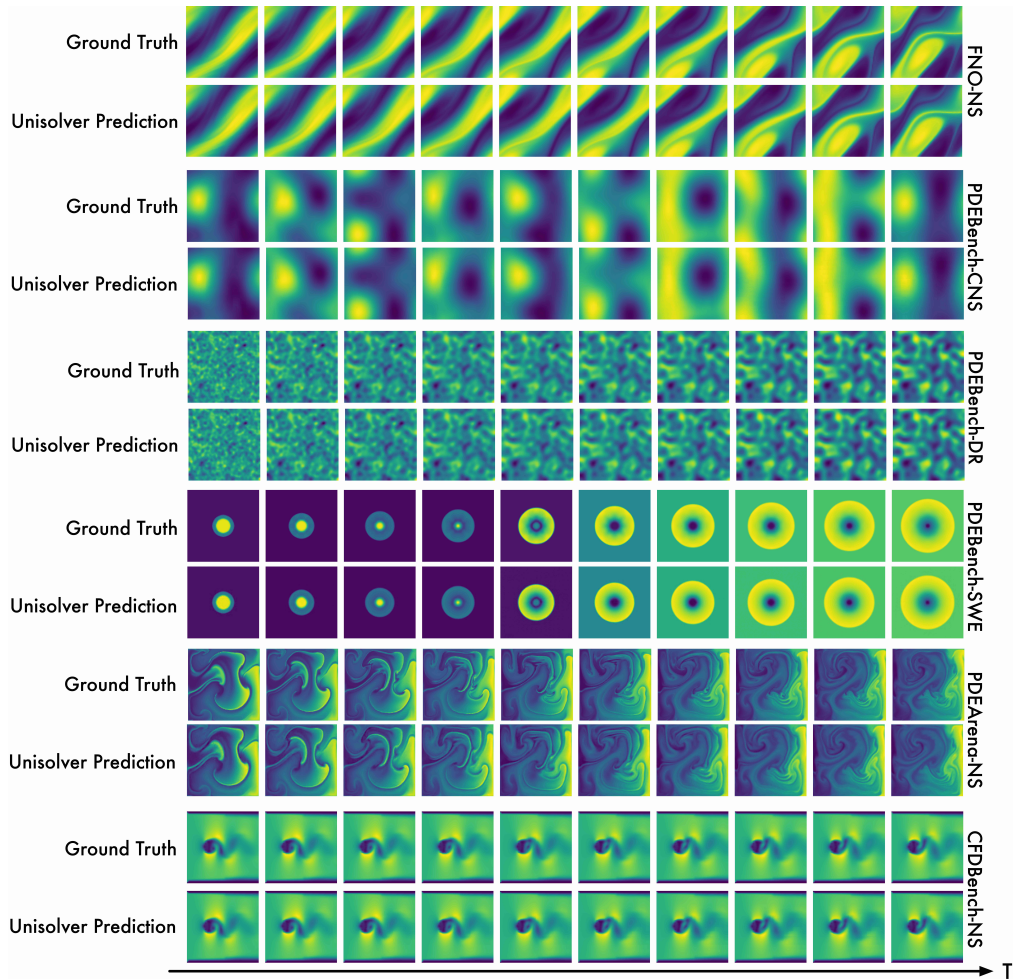 Ground Truth
Unisolver Prediction
FNO-NS
Ground Truth
Unisolver Prediction
PDEBench-CNS
Ground Truth
Unisolver Prediction
PDEBench-DR
Ground Truth
Unisolver Prediction
PDEBench-SWE
Ground Truth
Unisolver Prediction
PDEArena-NS
Ground Truth
Unisolver Prediction
CFDBench-NS
T